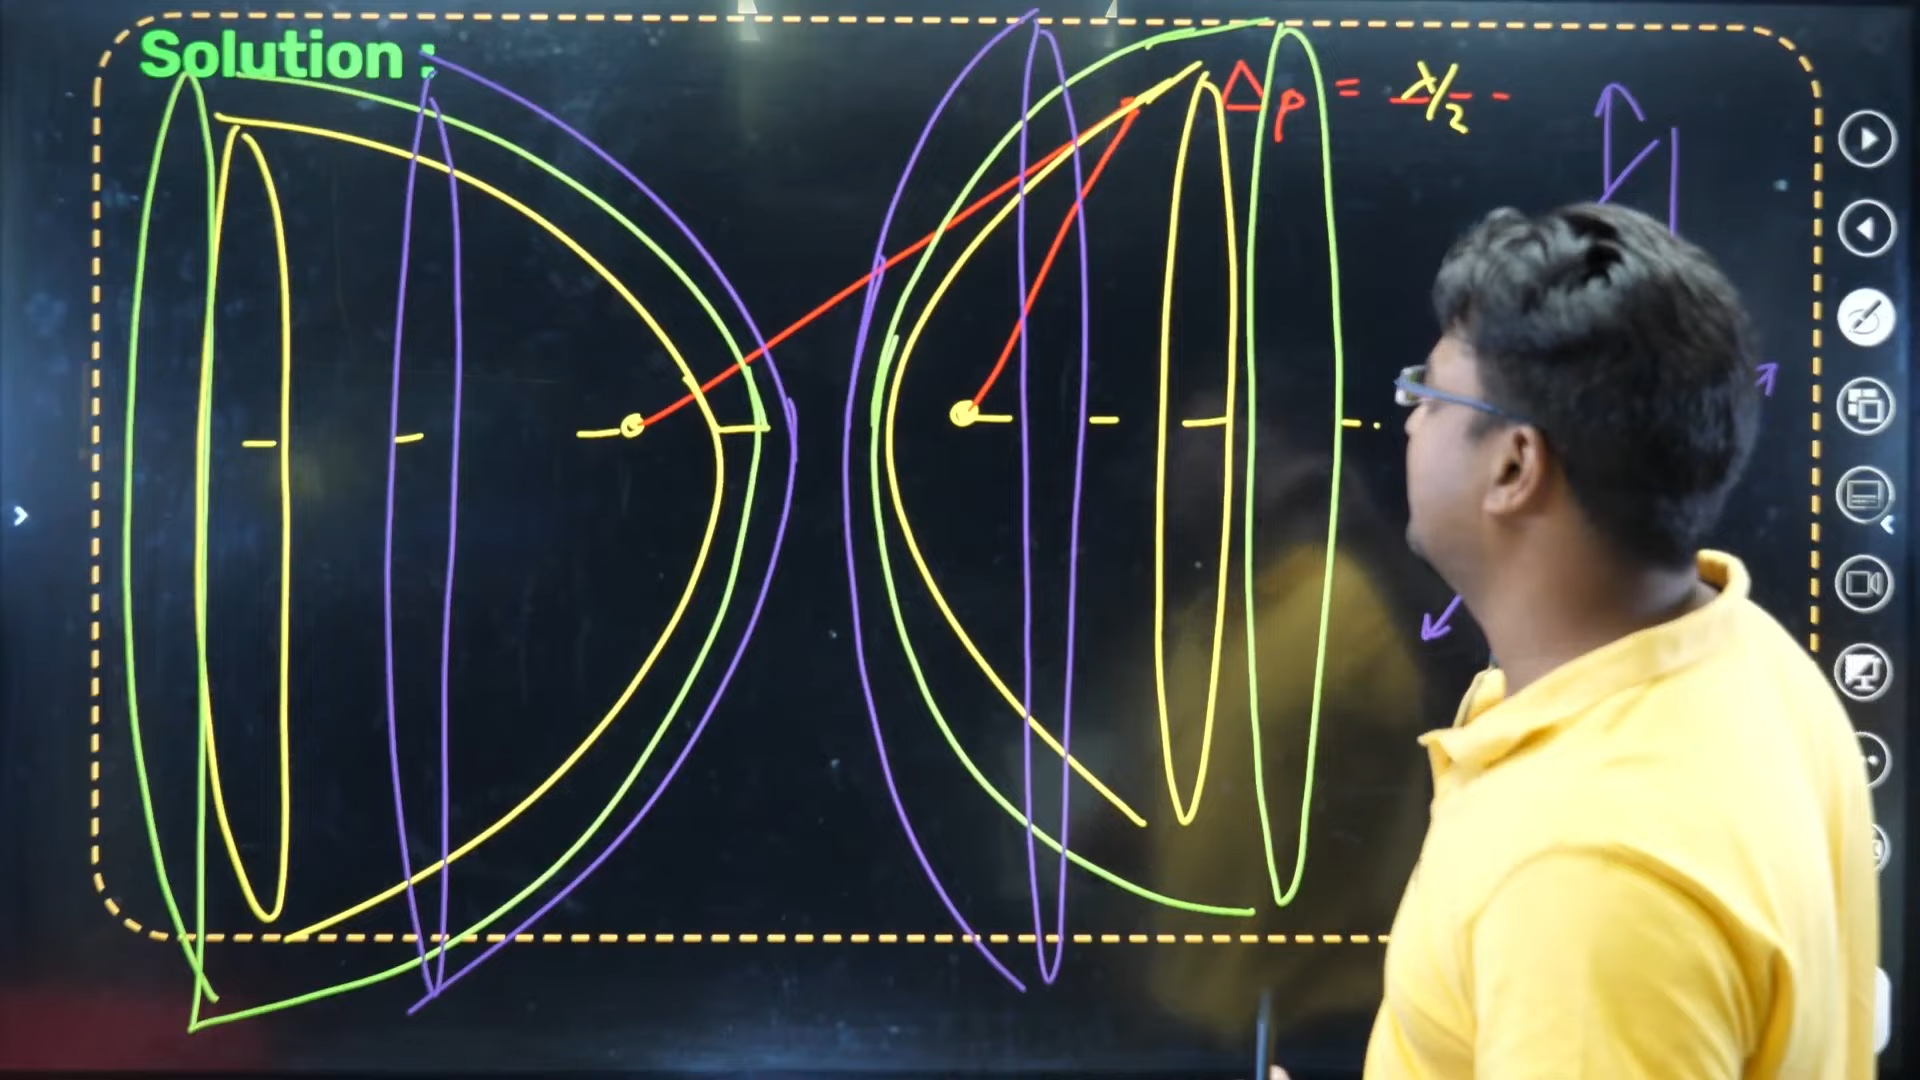 Solution :
Δp = λ/2